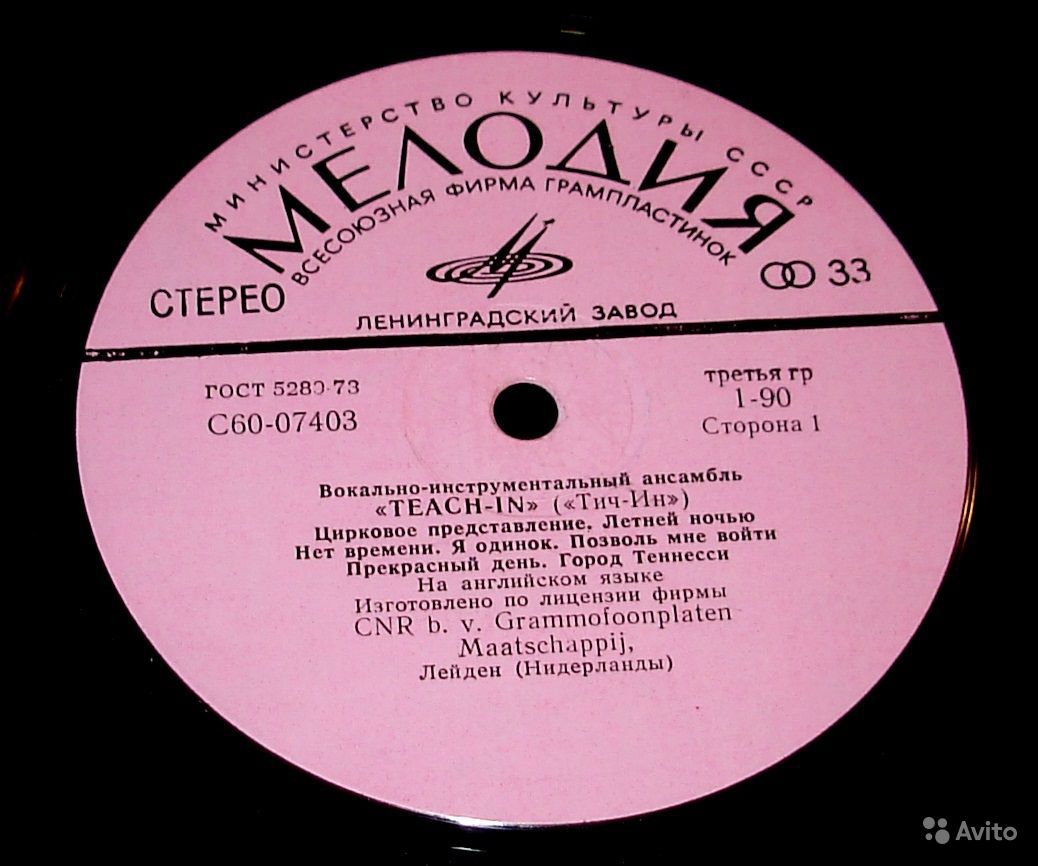 МИНИСТЕРСТВО КУЛЬТУРЫ СССР
МЕЛОДИЯ
ВСЕСОЮЗНАЯ ФИРМА ГРАМПЛАСТИНОК
СТЕРЕО
33
ЛЕНИНГРАДСКИЙ ЗАВОД
ГОСТ 5289-73
С60-07403
третья гр
1-90
Сторона 1
Вокально-инструментальный ансамбль
«TEACH-IN» («Тич-Ин»)
Цирковое представление. Летней ночью
Нет времени. Я одинок. Позволь мне войти
Прекрасный день. Город Теннесси
На английском языке
Изготовлено по лицензии фирмы
CNR b. v. Grammofoonplaten
Maatschappij,
Лейден (Нидерланды)
Avito